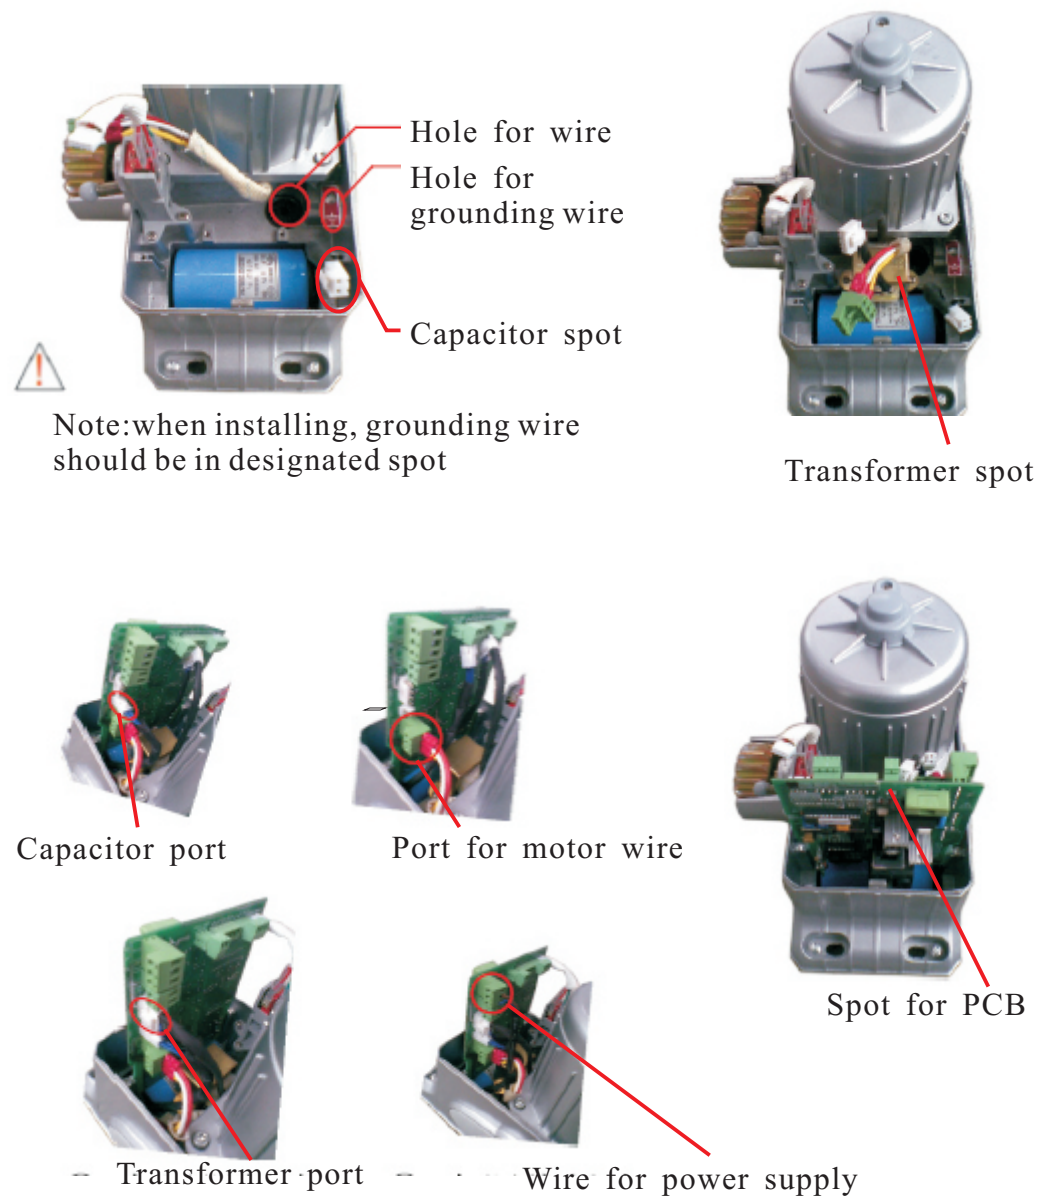 Hole for wire
Hole for
grounding wire
Capacitor spot
Note:when installing, grounding wire
should be in designated spot
Transformer spot
Capacitor port
Port for motor wire
Spot for PCB
Transformer port
Wire for power supply